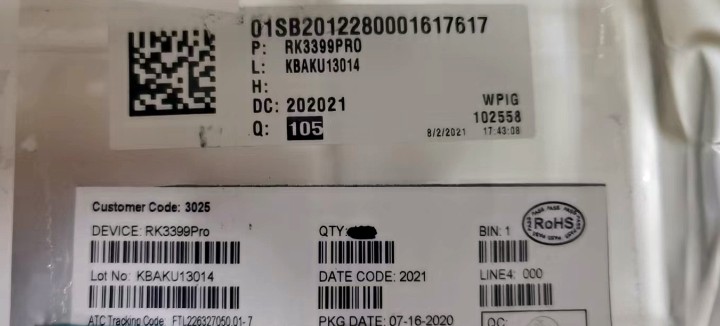 01SB2012280001617617
P: RK3399PRO
L: KBAKU13014
H:
DC: 202021
Q: 105
WPIG
102558
8/2/2021 17:43:08
Customer Code: 3025
DEVICE: RK3399Pro
QTY:
BIN: 1
RoHS
Lot No: KBAKU13014
DATE CODE: 2021
LINE4: 000
ATC Tracking Code FTL226327050.01-7
PKG DATE: 07-16-2020
QC: